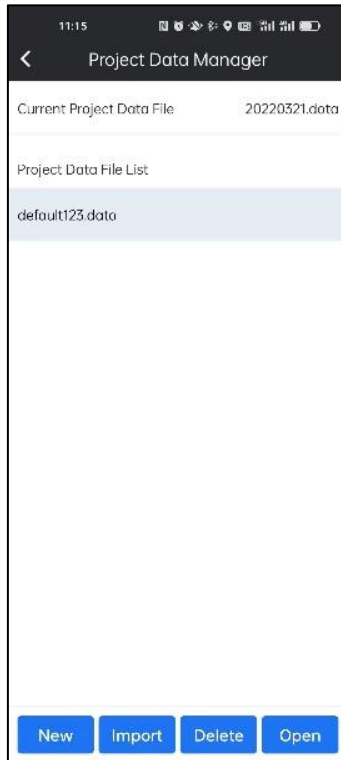 11:15
Project Data Manager
Current Project Data File 20220321.data
Project Data File List
default123.data
New Import Delete Open